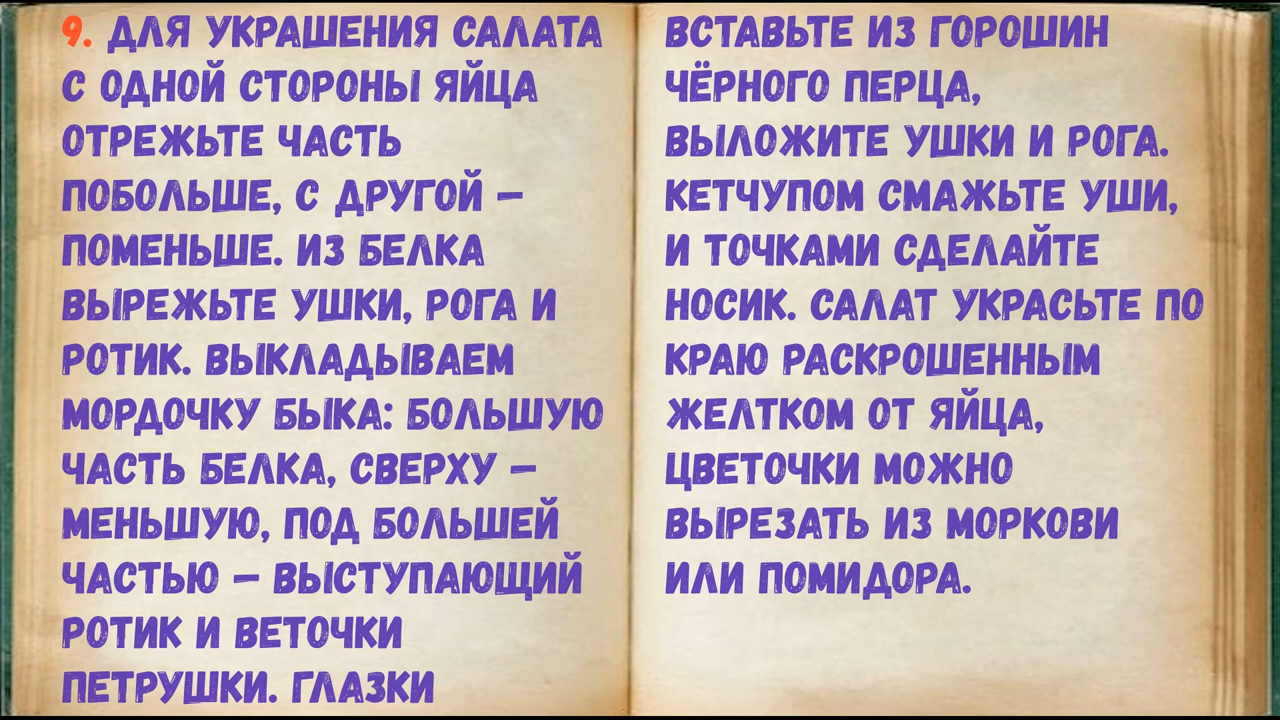 9. ДЛЯ УКРАШЕНИЯ САЛАТА
С ОДНОЙ СТОРОНЫ ЯЙЦА
ОТРЕЖЬТЕ ЧАСТЬ
ПОБОЛЬШЕ, С ДРУГОЙ –
ПОМЕНЬШЕ. ИЗ БЕЛКА
ВЫРЕЖЬТЕ УШКИ, РОГА И
РОТИК. ВЫКЛАДЫВАЕМ
МОРДОЧКУ БЫКА: БОЛЬШУЮ
ЧАСТЬ БЕЛКА, СВЕРХУ –
МЕНЬШУЮ, ПОД БОЛЬШЕЙ
ЧАСТЬЮ – ВЫСТУПАЮЩИЙ
РОТИК И ВЕТОЧКИ
ПЕТРУШКИ. ГЛАЗКИ
ВСТАВЬТЕ ИЗ ГОРОШИН
ЧЁРНОГО ПЕРЦА,
ВЫЛОЖИТЕ УШКИ И РОГА.
КЕТЧУПОМ СМАЖЬТЕ УШИ,
И ТОЧКАМИ СДЕЛАЙТЕ
НОСИК. САЛАТ УКРАСЬТЕ ПО
КРАЮ РАСКРОШЕННЫМ
ЖЕЛТКОМ ОТ ЯЙЦА,
ЦВЕТОЧКИ МОЖНО
ВЫРЕЗАТЬ ИЗ МОРКОВИ
ИЛИ ПОМИДОРА.